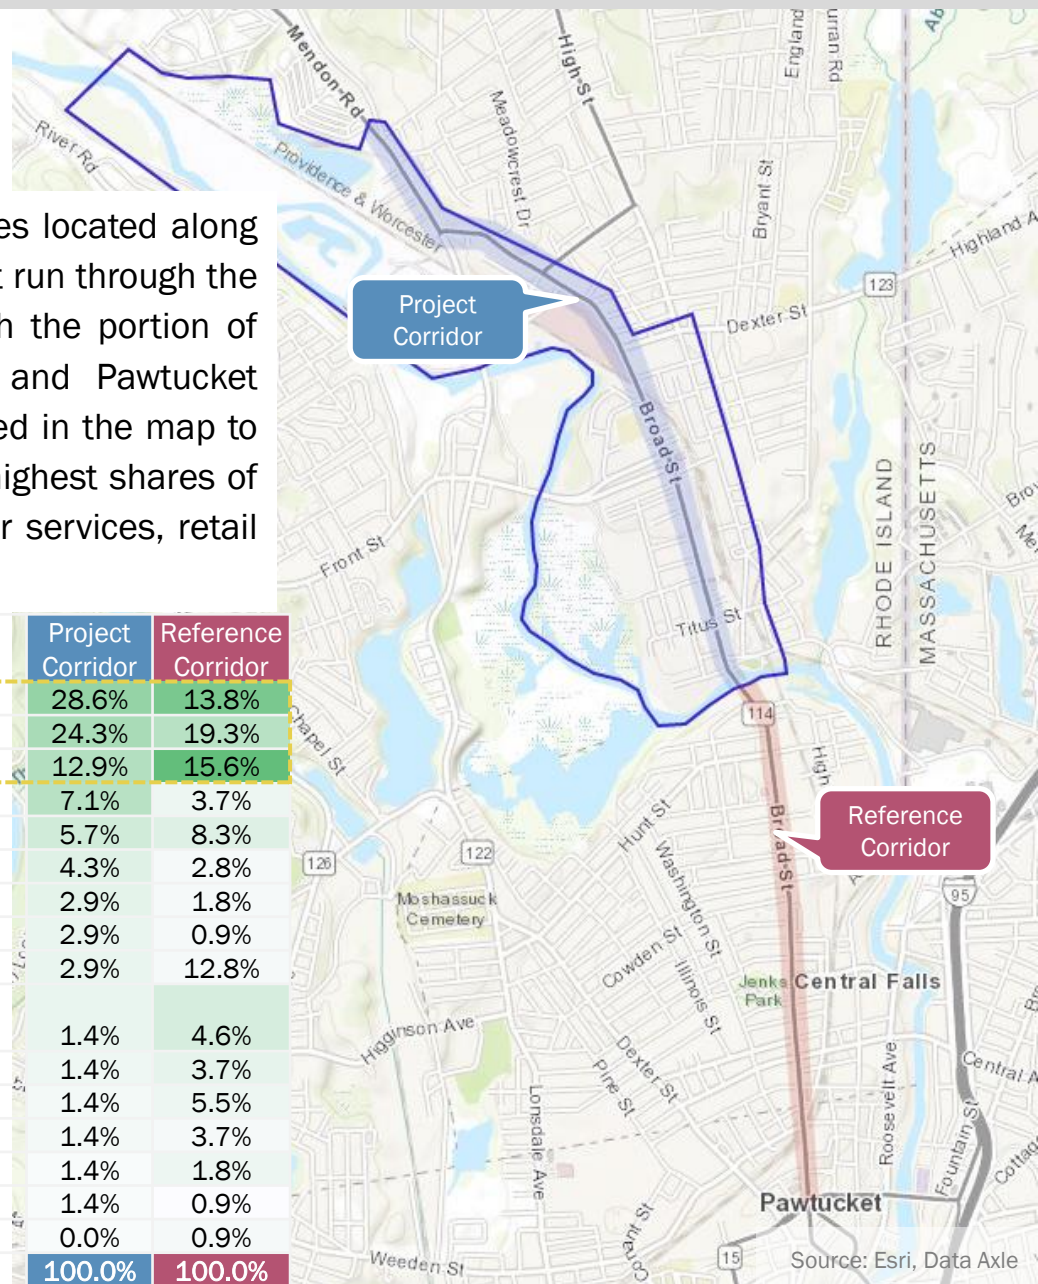 es located along
t run through the
h the portion of
and Pawtucket
ed in the map to
highest shares of
r services, retail
Project Corridor
Reference Corridor
28.6% 13.8%
24.3% 19.3%
12.9% 15.6%
7.1% 3.7%
5.7% 8.3%
4.3% 2.8%
2.9% 1.8%
2.9% 0.9%
2.9% 12.8%
1.4% 4.6%
1.4% 3.7%
1.4% 5.5%
1.4% 3.7%
1.4% 1.8%
1.4% 0.9%
0.0% 0.9%
100.0% 100.0%
Mendon Rd
High St
England
urran Rd
Ab
River Rd
Providence & Worcester
Meadowcrest Dr
Bryant St
Highland A
123
Dexter St
Project
Corridor
Broad St
RHODE ISLAND
MASSACHUSETTS
Bro
Me
Front St
Titus St
114
Chapel St
High
Reference
Corridor
Broad St
Hunt St
126
122
Washington St
95
Moshassuck
Cemetery
Cowden St
Illinois St
Jenks
Park
Central Falls
Higginson Ave
Dexter St
Pine St
Lonsdale Ave
Roosevelt Ave
Central A
Fountain St
Cottag
Pawtucket
Conant St
15
Weeden St
Source: Esri, Data Axle